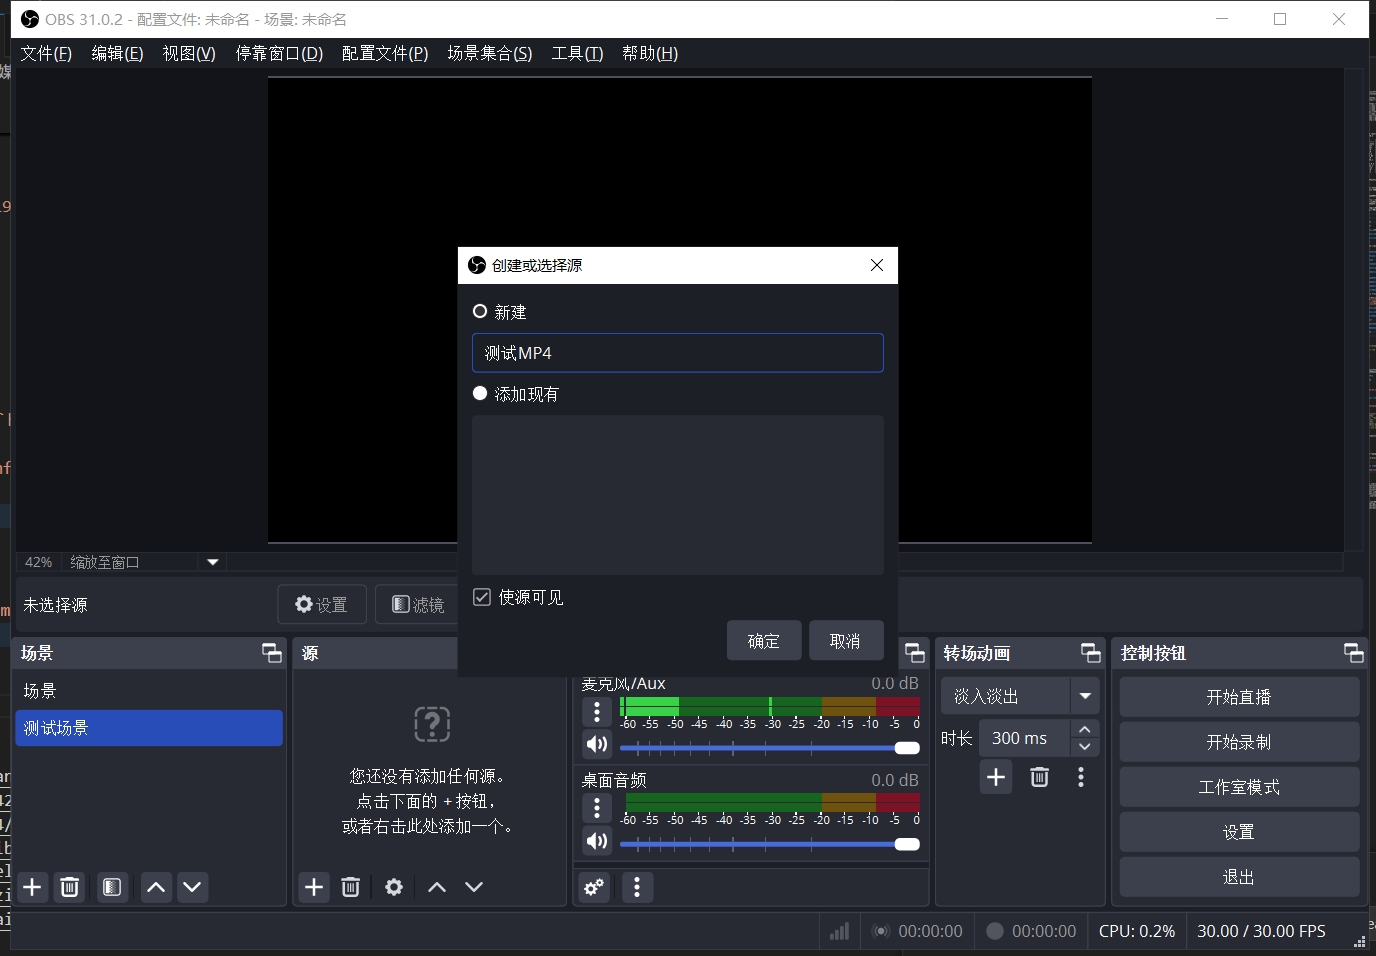 OBS 31.0.2 - 配置文件: 未命名 - 场景: 未命名
文件(F) 编辑(E) 视图(V) 停靠窗口(D) 配置文件(P) 场景集合(S) 工具(T) 帮助(H)
创建或选择源
新建
测试MP4
添加现有
使源可见
确定 取消
42% 缩放至窗口
未选择源 设置 滤镜
场景
场景
测试场景
源
您还没有添加任何源。
点击下面的 + 按钮,
或者右击此处添加一个。
麦克风/Aux 0.0 dB
-60 -55 -50 -45 -40 -35 -30 -25 -20 -15 -10 -5 0
桌面音频 0.0 dB
-60 -55 -50 -45 -40 -35 -30 -25 -20 -15 -10 -5 0
转场动画
淡入淡出
时长 300 ms
控制按钮
开始直播
开始录制
工作室模式
设置
退出
00:00:00 00:00:00 CPU: 0.2% 30.00 / 30.00 FPS